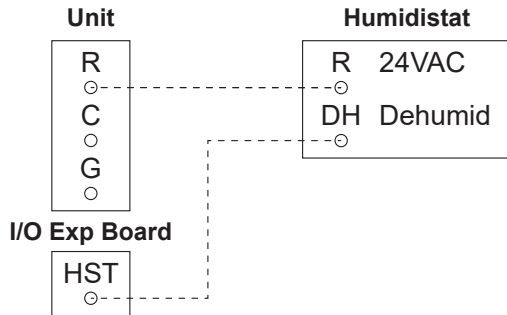 Unit
R
C
G
I/O Exp Board
HST
Humidistat
R 24VAC
DH Dehumid